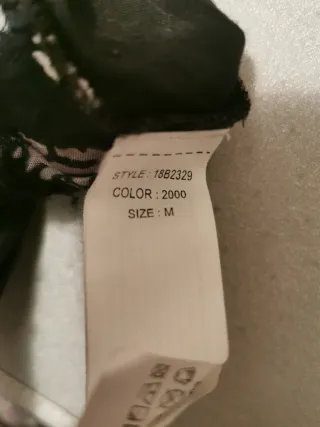 STYLE : 18B2329
COLOR : 2000
SIZE : M